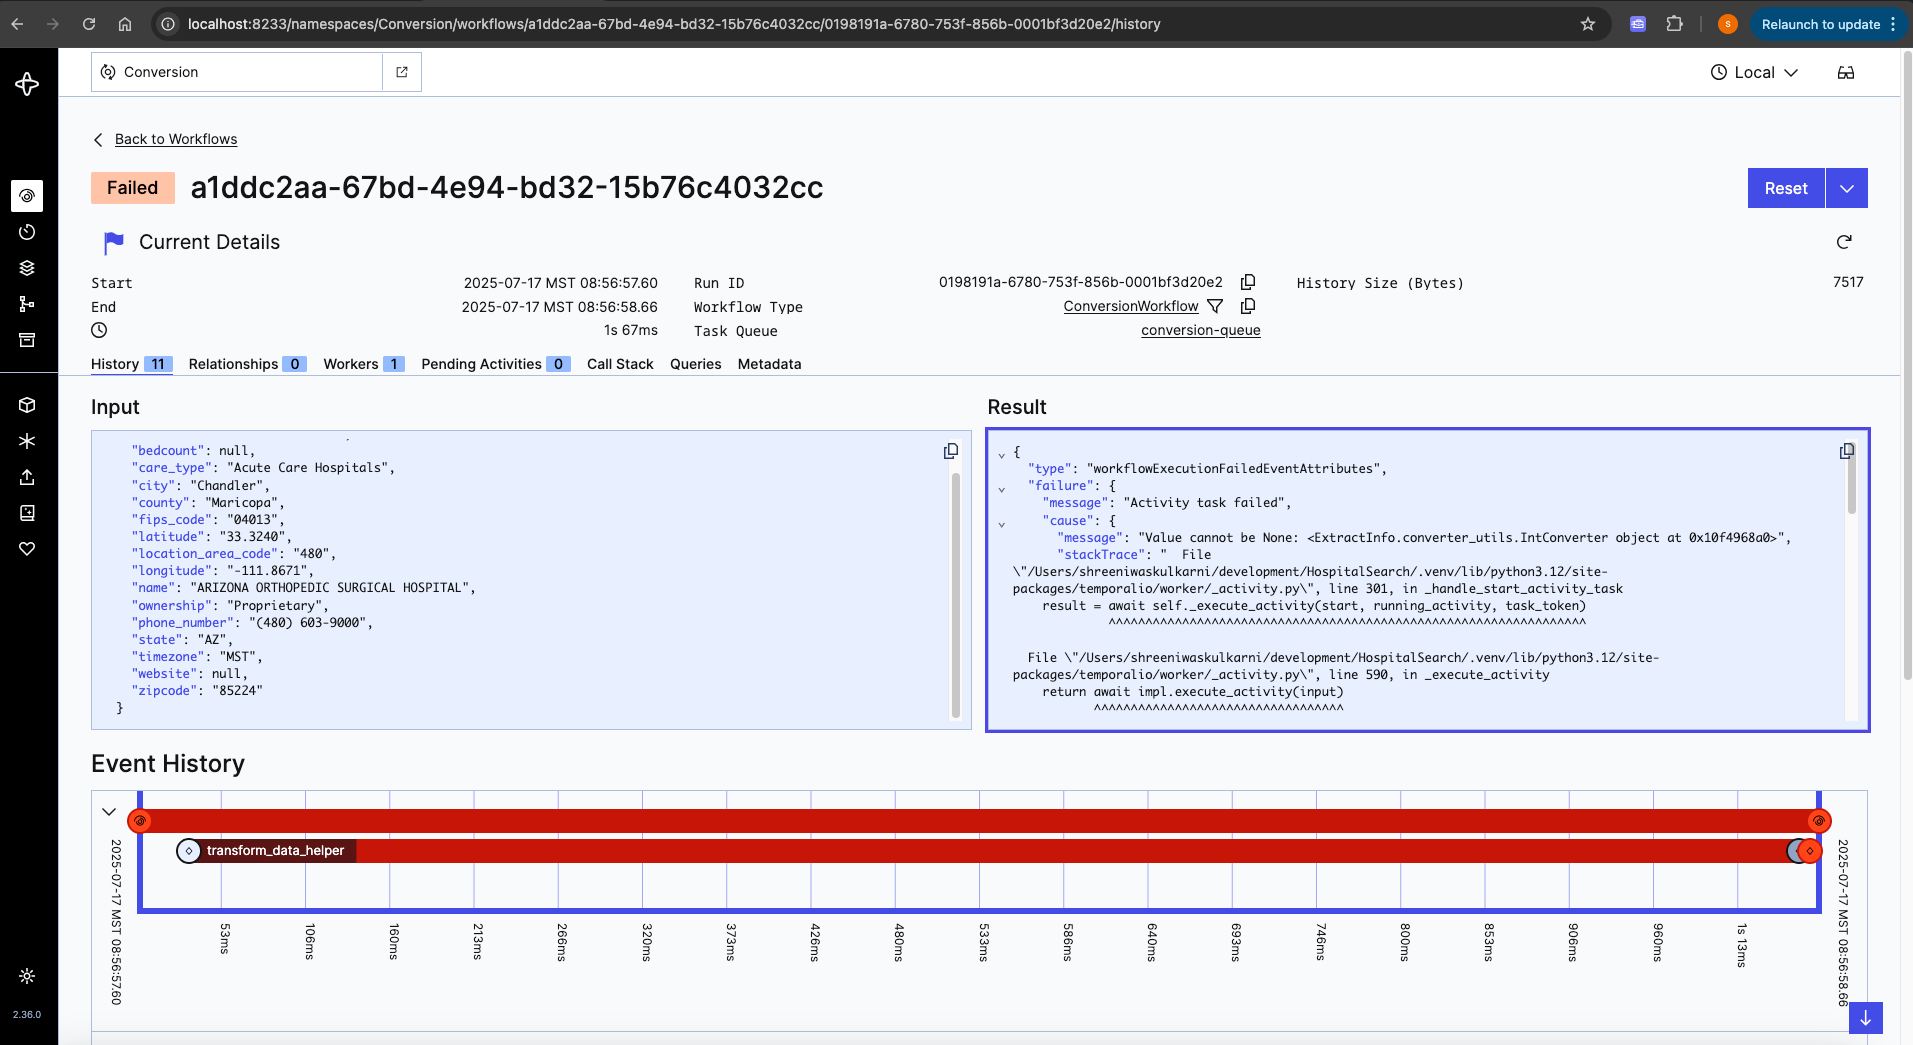 localhost:8233/namespaces/Conversion/workflows/a1ddc2aa-67bd-4e94-bd32-15b76c4032cc/0198191a-6780-753f-856b-0001bf3d20e2/history
S
Relaunch to update
Conversion
Local
Back to Workflows
Failed a1ddc2aa-67bd-4e94-bd32-15b76c4032cc
Reset
Current Details
Start 2025-07-17 MST 08:56:57.60
End 2025-07-17 MST 08:56:58.66
1s 67ms
Run ID 0198191a-6780-753f-856b-0001bf3d20e2
Workflow Type ConversionWorkflow
Task Queue conversion-queue
History Size (Bytes) 7517
History 11 Relationships 0 Workers 1 Pending Activities 0 Call Stack Queries Metadata
Input
"bedcount": null,
"care_type": "Acute Care Hospitals",
"city": "Chandler",
"county": "Maricopa",
"fips_code": "04013",
"latitude": "33.3240",
"location_area_code": "480",
"longitude": "-111.8671",
"name": "ARIZONA ORTHOPEDIC SURGICAL HOSPITAL",
"ownership": "Proprietary",
"phone_number": "(480) 603-9000",
"state": "AZ",
"timezone": "MST",
"website": null,
"zipcode": "85224"
}
Result
{
"type": "workflowExecutionFailedEventAttributes",
"failure": {
"message": "Activity task failed",
"cause": {
"message": "Value cannot be None: <ExtractInfo.converter_utils.IntConverter object at 0x10f4968a0>",
"stackTrace": "  File
\"/Users/shreeniwaskulkarni/development/HospitalSearch/.venv/lib/python3.12/site-
packages/temporalio/worker/_activity.py\", line 301, in _handle_start_activity_task
result = await self._execute_activity(start, running_activity, task_token)
^^^^^^^^^^^^^^^^^^^^^^^^^^^^^^^^^^^^^^^^^^^^^^^^^^^^^^^^^^^^^^^^^
File \"/Users/shreeniwaskulkarni/development/HospitalSearch/.venv/lib/python3.12/site-
packages/temporalio/worker/_activity.py\", line 590, in _execute_activity
return await impl.execute_activity(input)
^^^^^^^^^^^^^^^^^^^^^^^^^^^^^^^^^^
Event History
transform_data_helper
2025-07-17 MST 08:56:57.60
53ms
106ms
160ms
213ms
266ms
320ms
373ms
426ms
480ms
533ms
586ms
640ms
693ms
746ms
800ms
853ms
906ms
960ms
1s 13ms
2025-07-17 MST 08:56:58.66
2.36.0